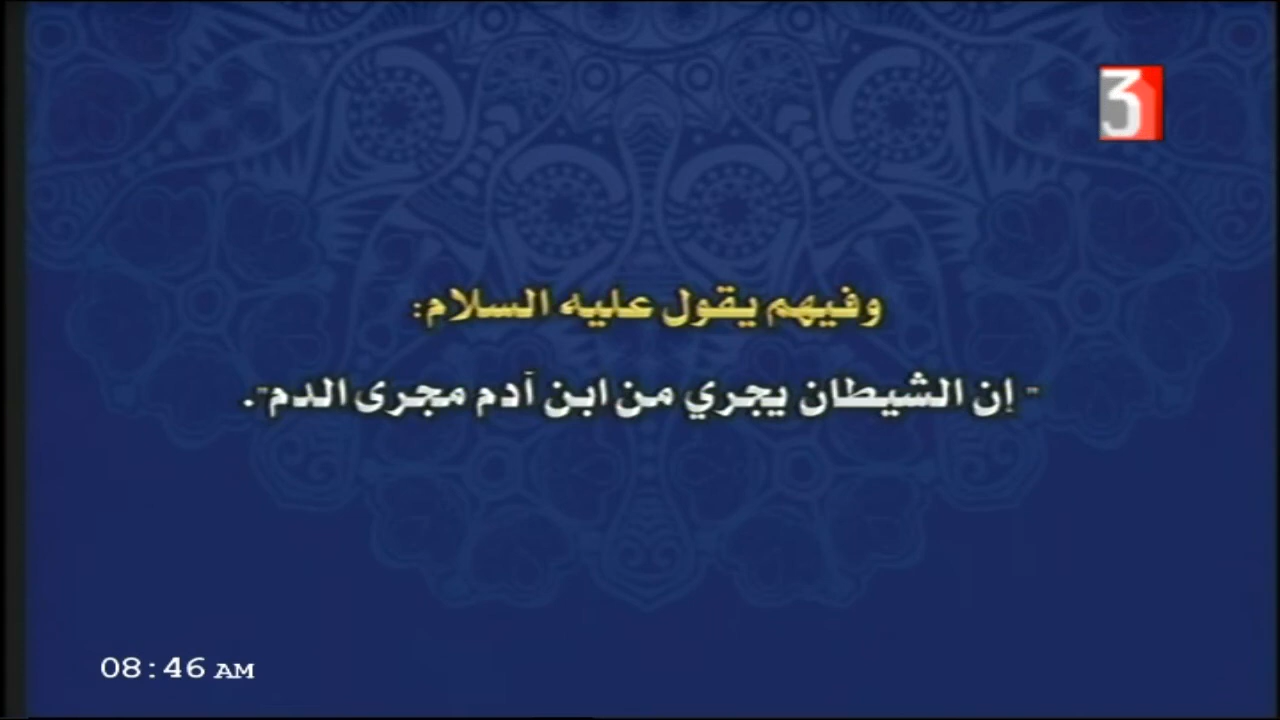 3
وفيهم يقول عليه السلام:
" إن الشيطان يجري من ابن آدم مجرى الدم".
08:46 AM